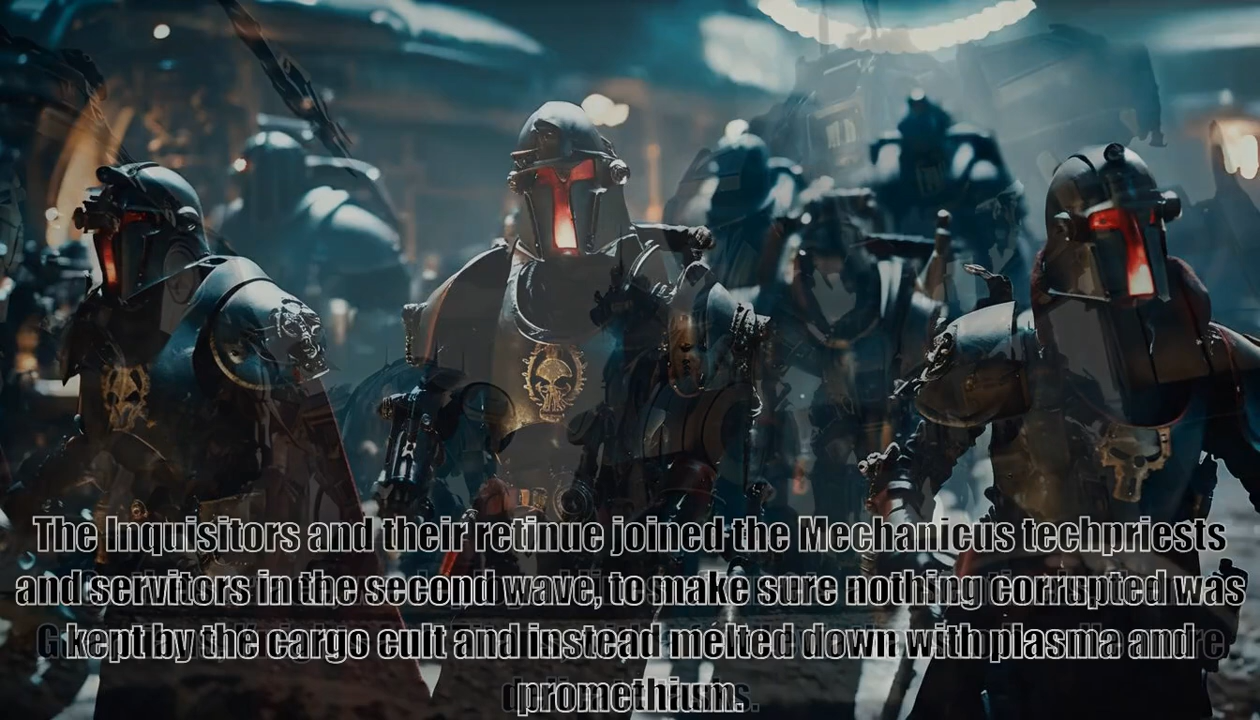 The Inquisitors and their retinue joined the Mechanicus techpriests
and servitors in the second wave, to make sure nothing corrupted was
kept by the cargo cult and instead melted down with plasma and
promethium.